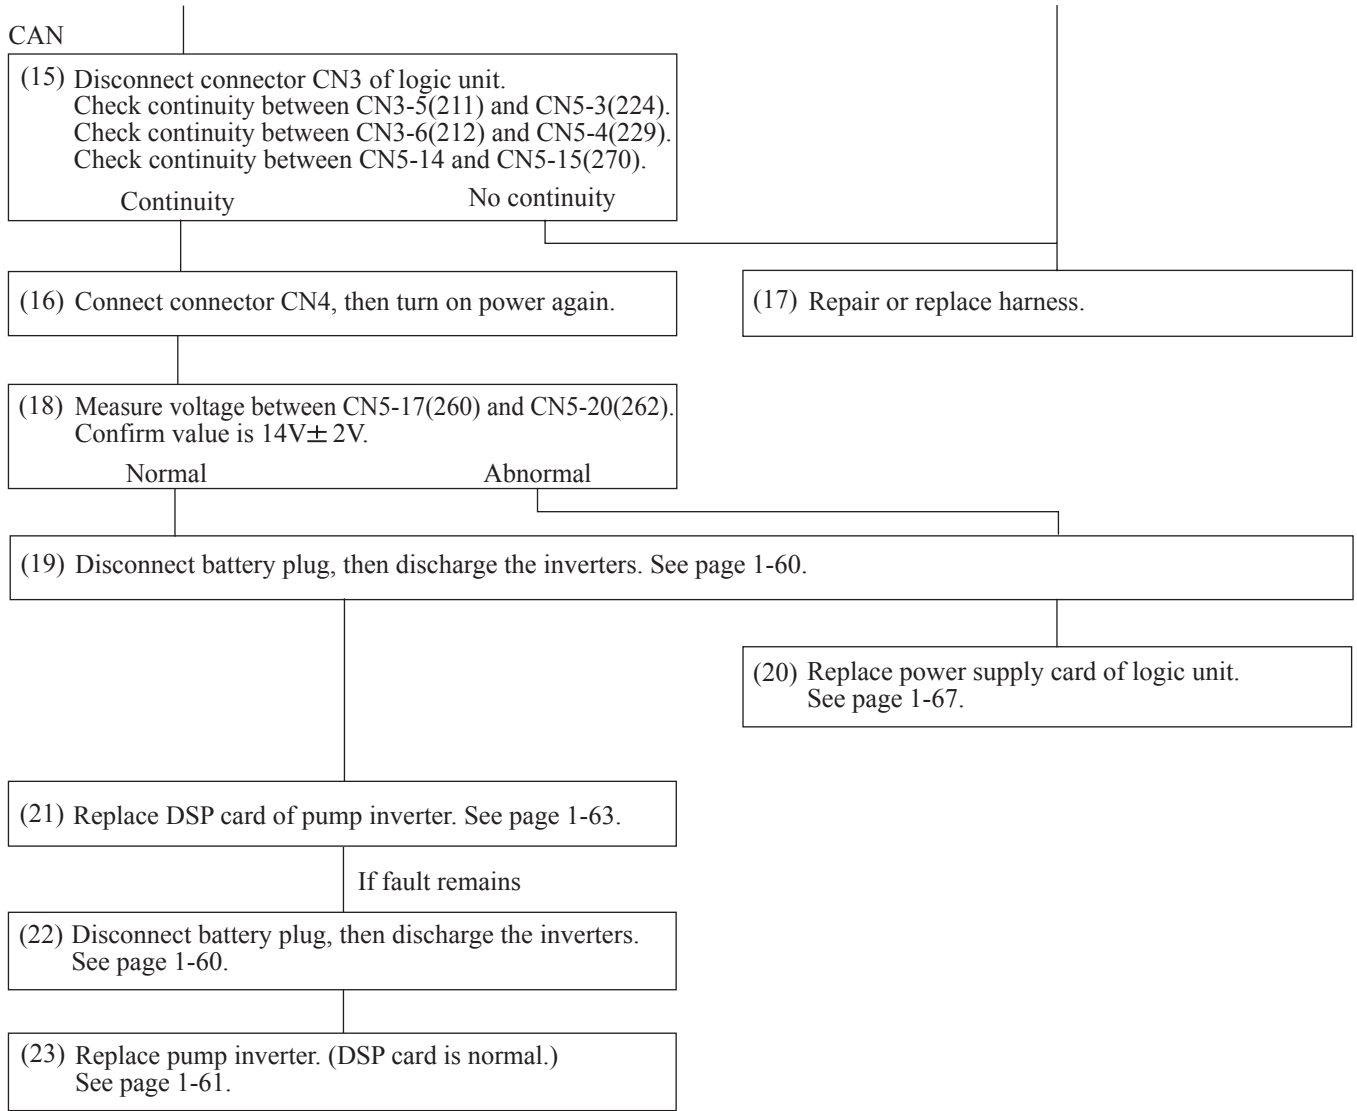 CAN
(15) Disconnect connector CN3 of logic unit.
Check continuity between CN3-5(211) and CN5-3(224).
Check continuity between CN3-6(212) and CN5-4(229).
Check continuity between CN5-14 and CN5-15(270).
Continuity No continuity
(16) Connect connector CN4, then turn on power again.
(17) Repair or replace harness.
(18) Measure voltage between CN5-17(260) and CN5-20(262).
Confirm value is 14V± 2V.
Normal Abnormal
(19) Disconnect battery plug, then discharge the inverters. See page 1-60.
(20) Replace power supply card of logic unit.
See page 1-67.
(21) Replace DSP card of pump inverter. See page 1-63.
If fault remains
(22) Disconnect battery plug, then discharge the inverters.
See page 1-60.
(23) Replace pump inverter. (DSP card is normal.)
See page 1-61.